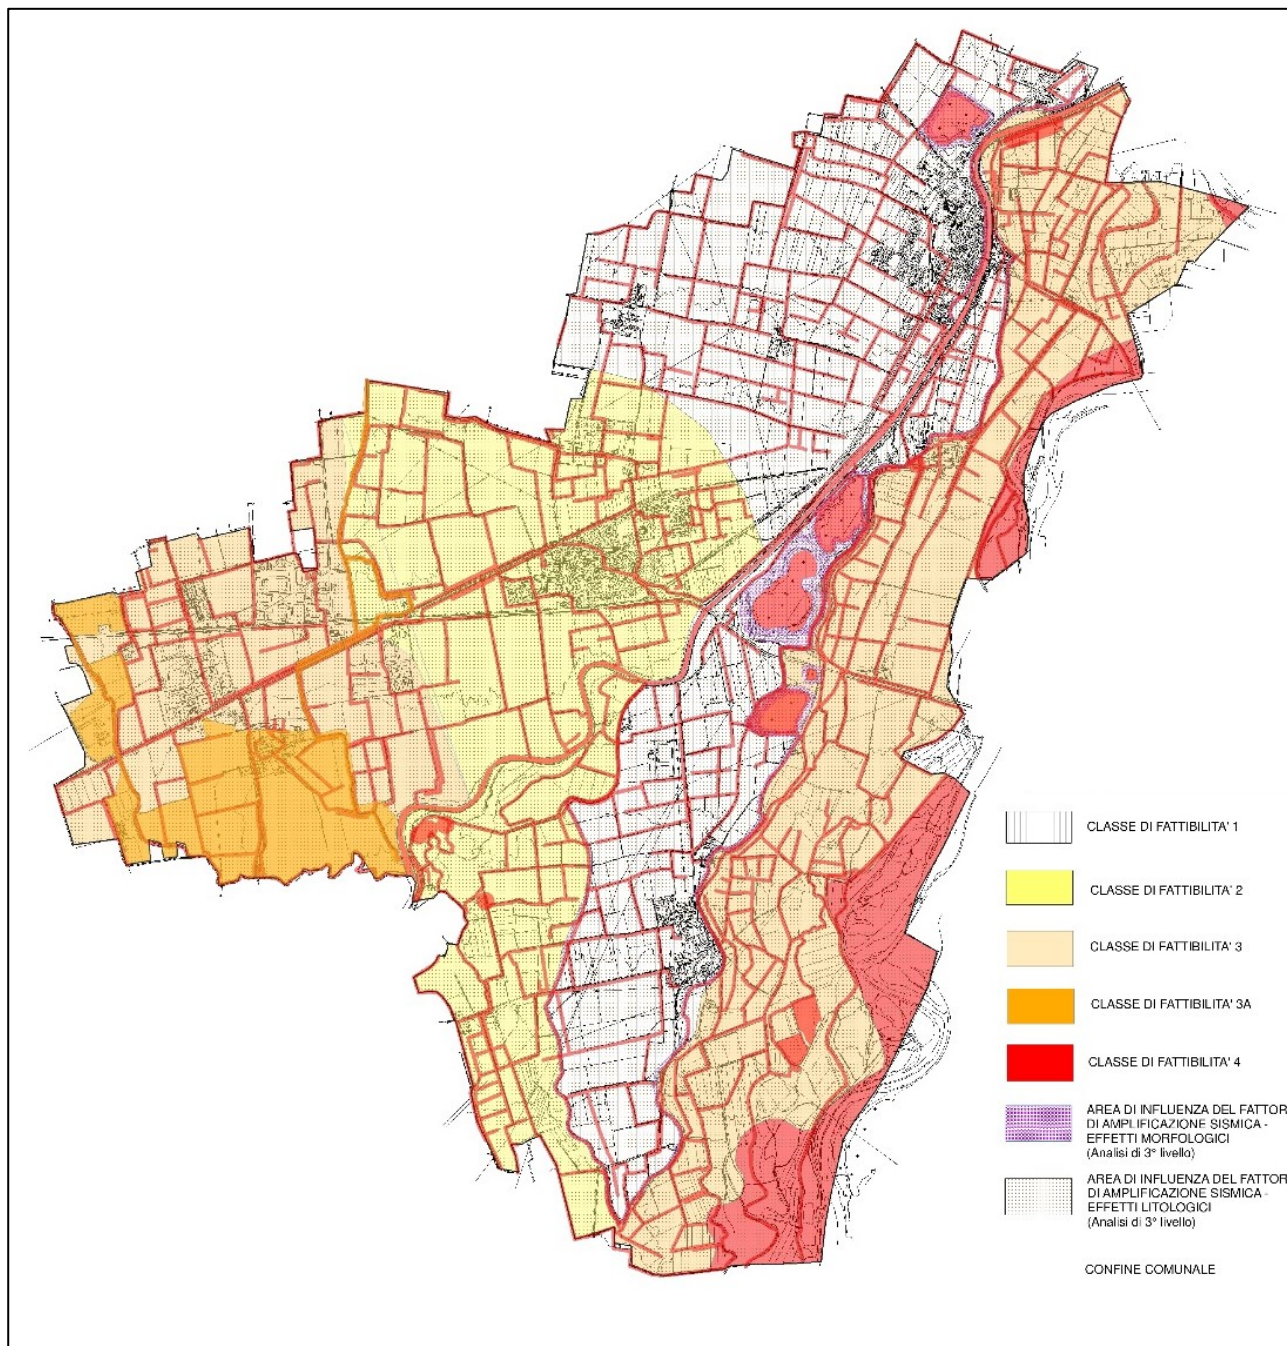 CLASSE DI FATTIBILITA' 1
CLASSE DI FATTIBILITA' 2
CLASSE DI FATTIBILITA' 3
CLASSE DI FATTIBILITA' 3A
CLASSE DI FATTIBILITA' 4
AREA DI INFLUENZA DEL FATTOR
DI AMPLIFICAZIONE SISMICA -
EFFETTI MORFOLOGICI
(Analisi di 3° livello)
AREA DI INFLUENZA DEL FATTOR
DI AMPLIFICAZIONE SISMICA -
EFFETTI LITOLOGICI
(Analisi di 3° livello)
CONFINE COMUNALE